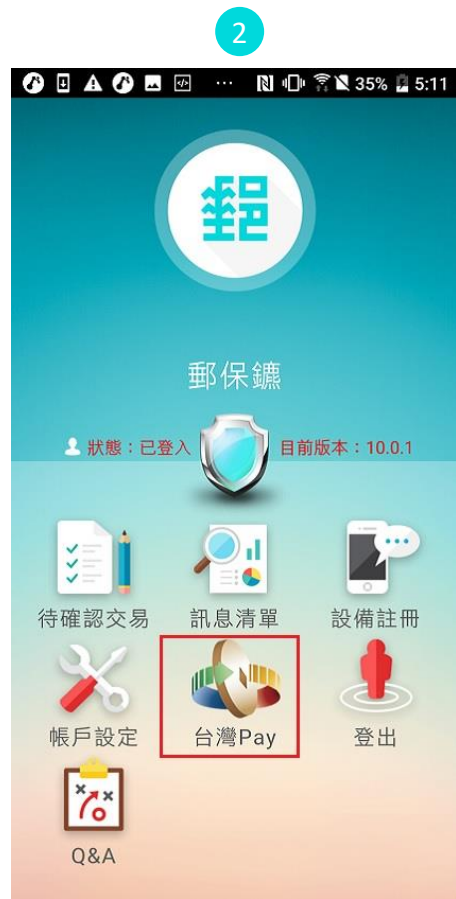 2
35% 5:11
郵
郵保鑣
狀態：已登入 目前版本：10.0.1
待確認交易 訊息清單 設備註冊
帳戶設定 台灣Pay 登出
Q&A